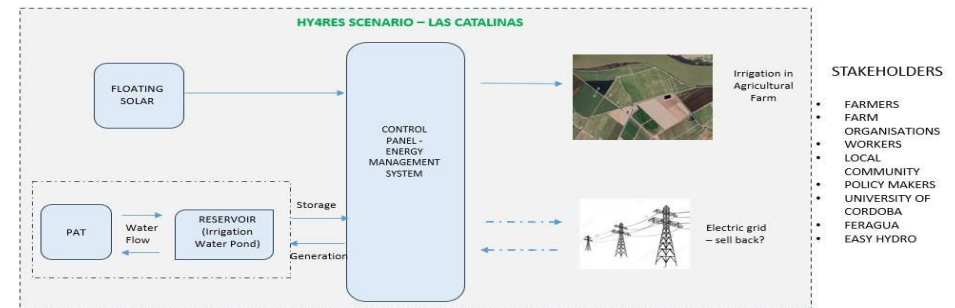 HY4RES SCENARIO – LAS CATALINAS
FLOATING
SOLAR
CONTROL
PANEL -
ENERGY
MANAGEMENT
SYSTEM
Irrigation in
Agricultural
Farm
PAT
Water
Flow
RESERVOIR
(Irrigation
Water Pond)
Storage
Generation
Electric grid
– sell back?
STAKEHOLDERS
• FARMERS
• FARM
ORGANISATIONS
• WORKERS
• LOCAL
COMMUNITY
• POLICY MAKERS
• UNIVERSITY OF
CORDOBA
• FERAGUA
• EASY HYDRO